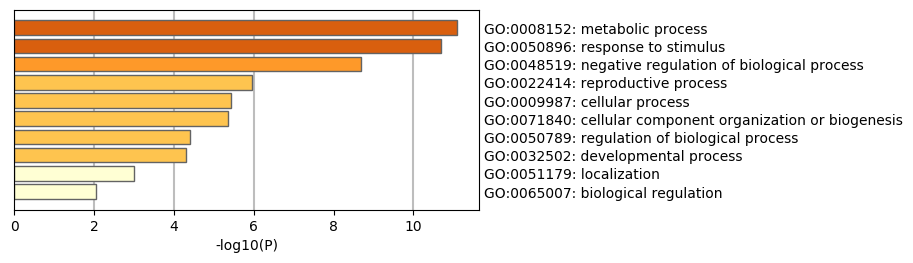 GO:0008152: metabolic process
GO:0050896: response to stimulus
GO:0048519: negative regulation of biological process
GO:0022414: reproductive process
GO:0009987: cellular process
GO:0071840: cellular component organization or biogenesis
GO:0050789: regulation of biological process
GO:0032502: developmental process
GO:0051179: localization
GO:0065007: biological regulation
0 2 4 6 8 10
-log10(P)